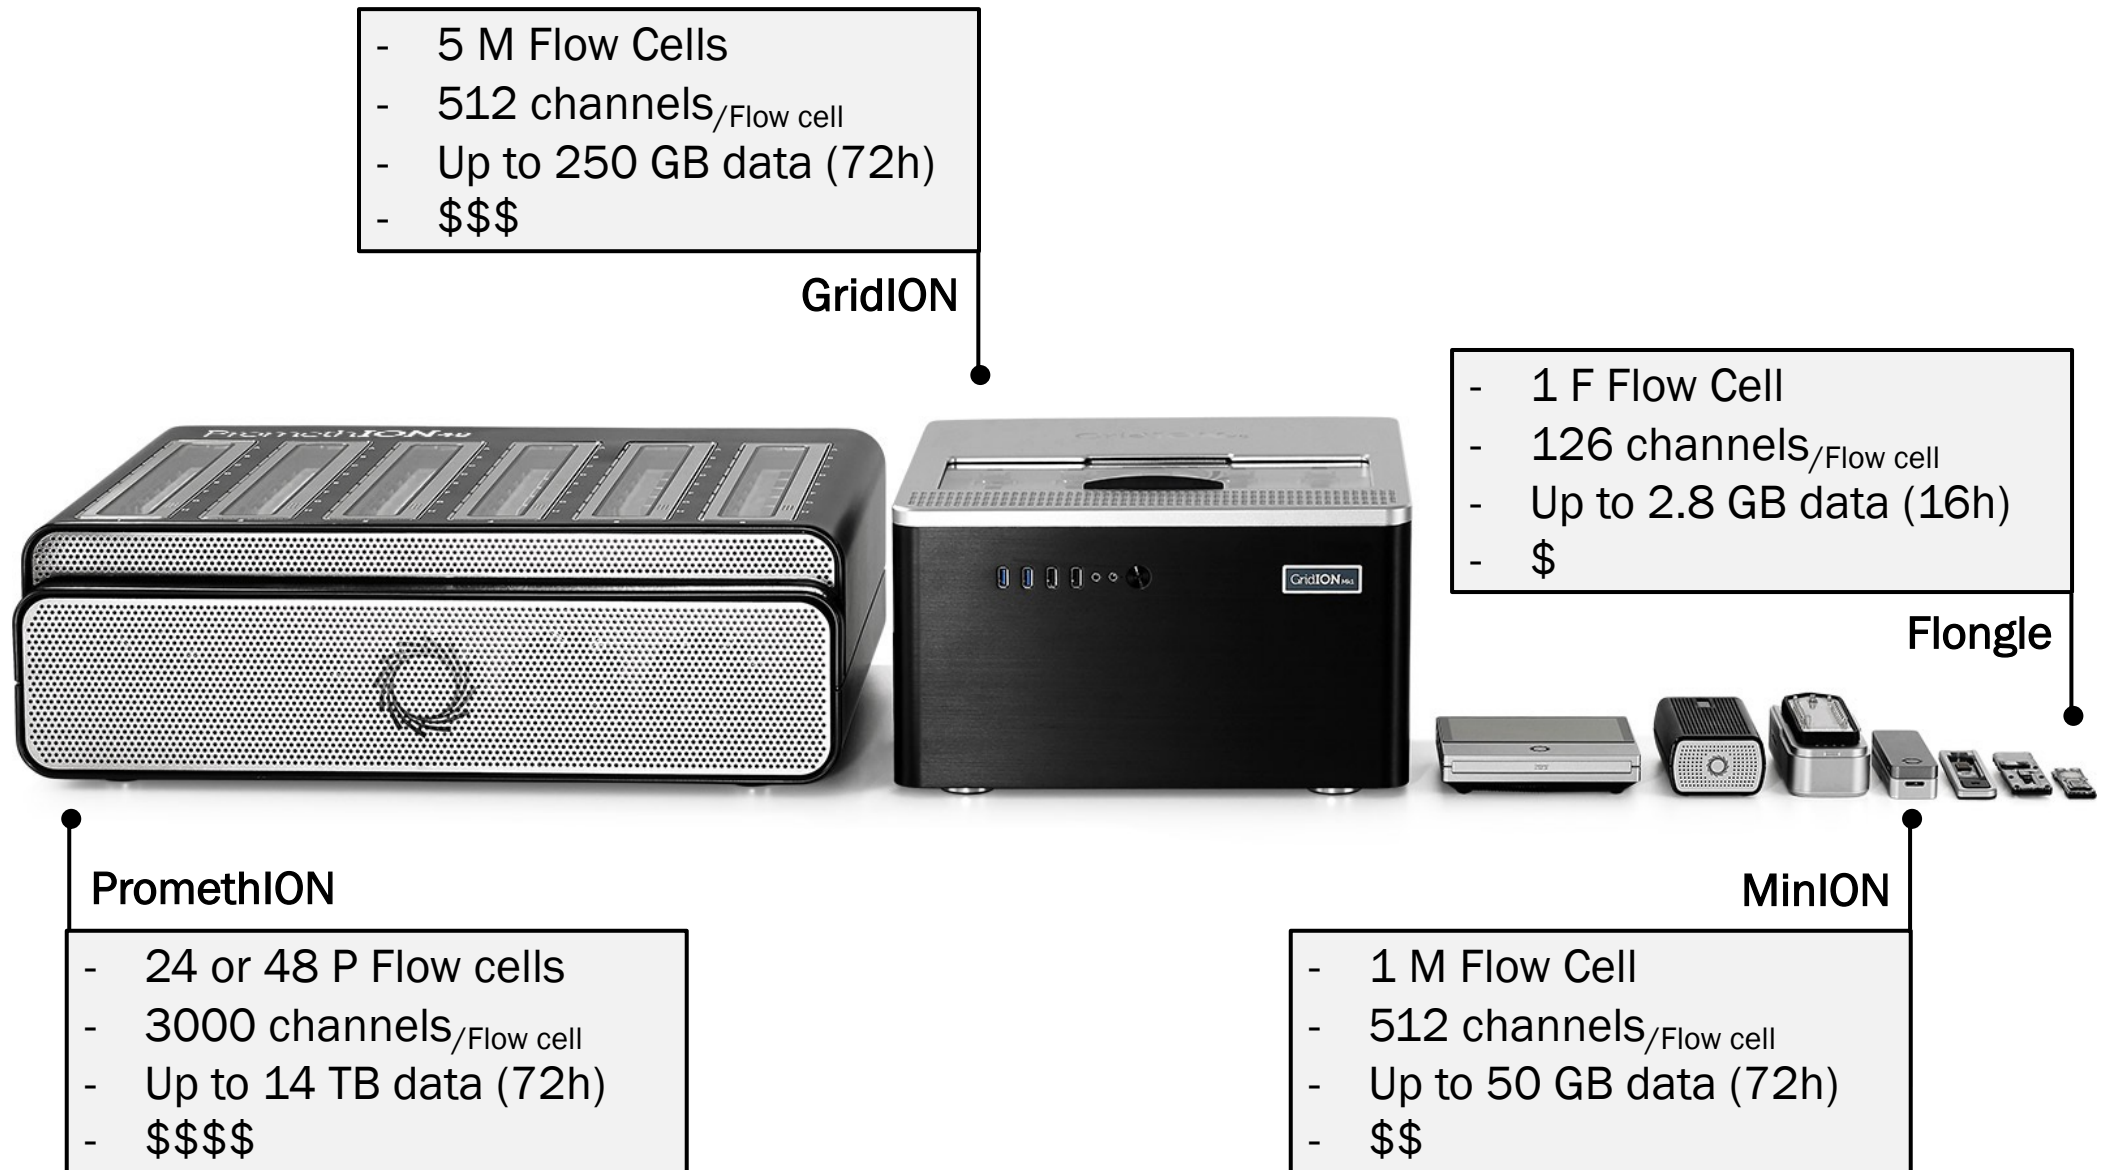 - 5 M Flow Cells
- 512 channels/Flow cell
- Up to 250 GB data (72h)
- $$$
GridION
- 1 F Flow Cell
- 126 channels/Flow cell
- Up to 2.8 GB data (16h)
- $
Flongle
PromethION 48
GridION Mk1
PromethION
- 24 or 48 P Flow cells
- 3000 channels/Flow cell
- Up to 14 TB data (72h)
- $$$$
MinION
- 1 M Flow Cell
- 512 channels/Flow cell
- Up to 50 GB data (72h)
- $$